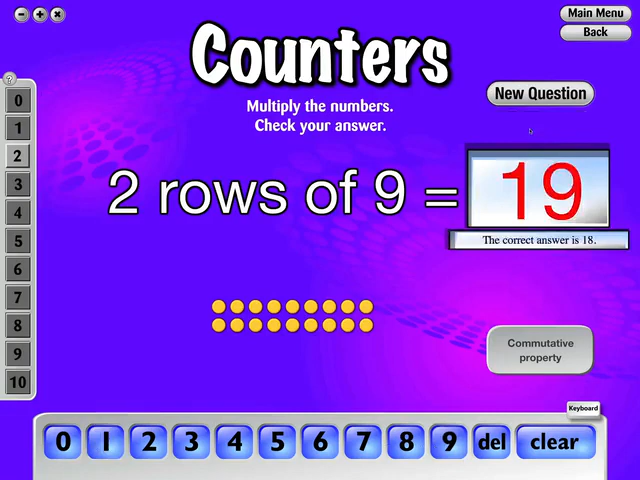 Main Menu
Back
Counters
Multiply the numbers.
Check your answer.
New Question
?
0
1
2
3
4
5
6
7
8
9
10
2 rows of 9 = 19
The correct answer is 18.
Commutative
property
Keyboard
0 1 2 3 4 5 6 7 8 9 del clear